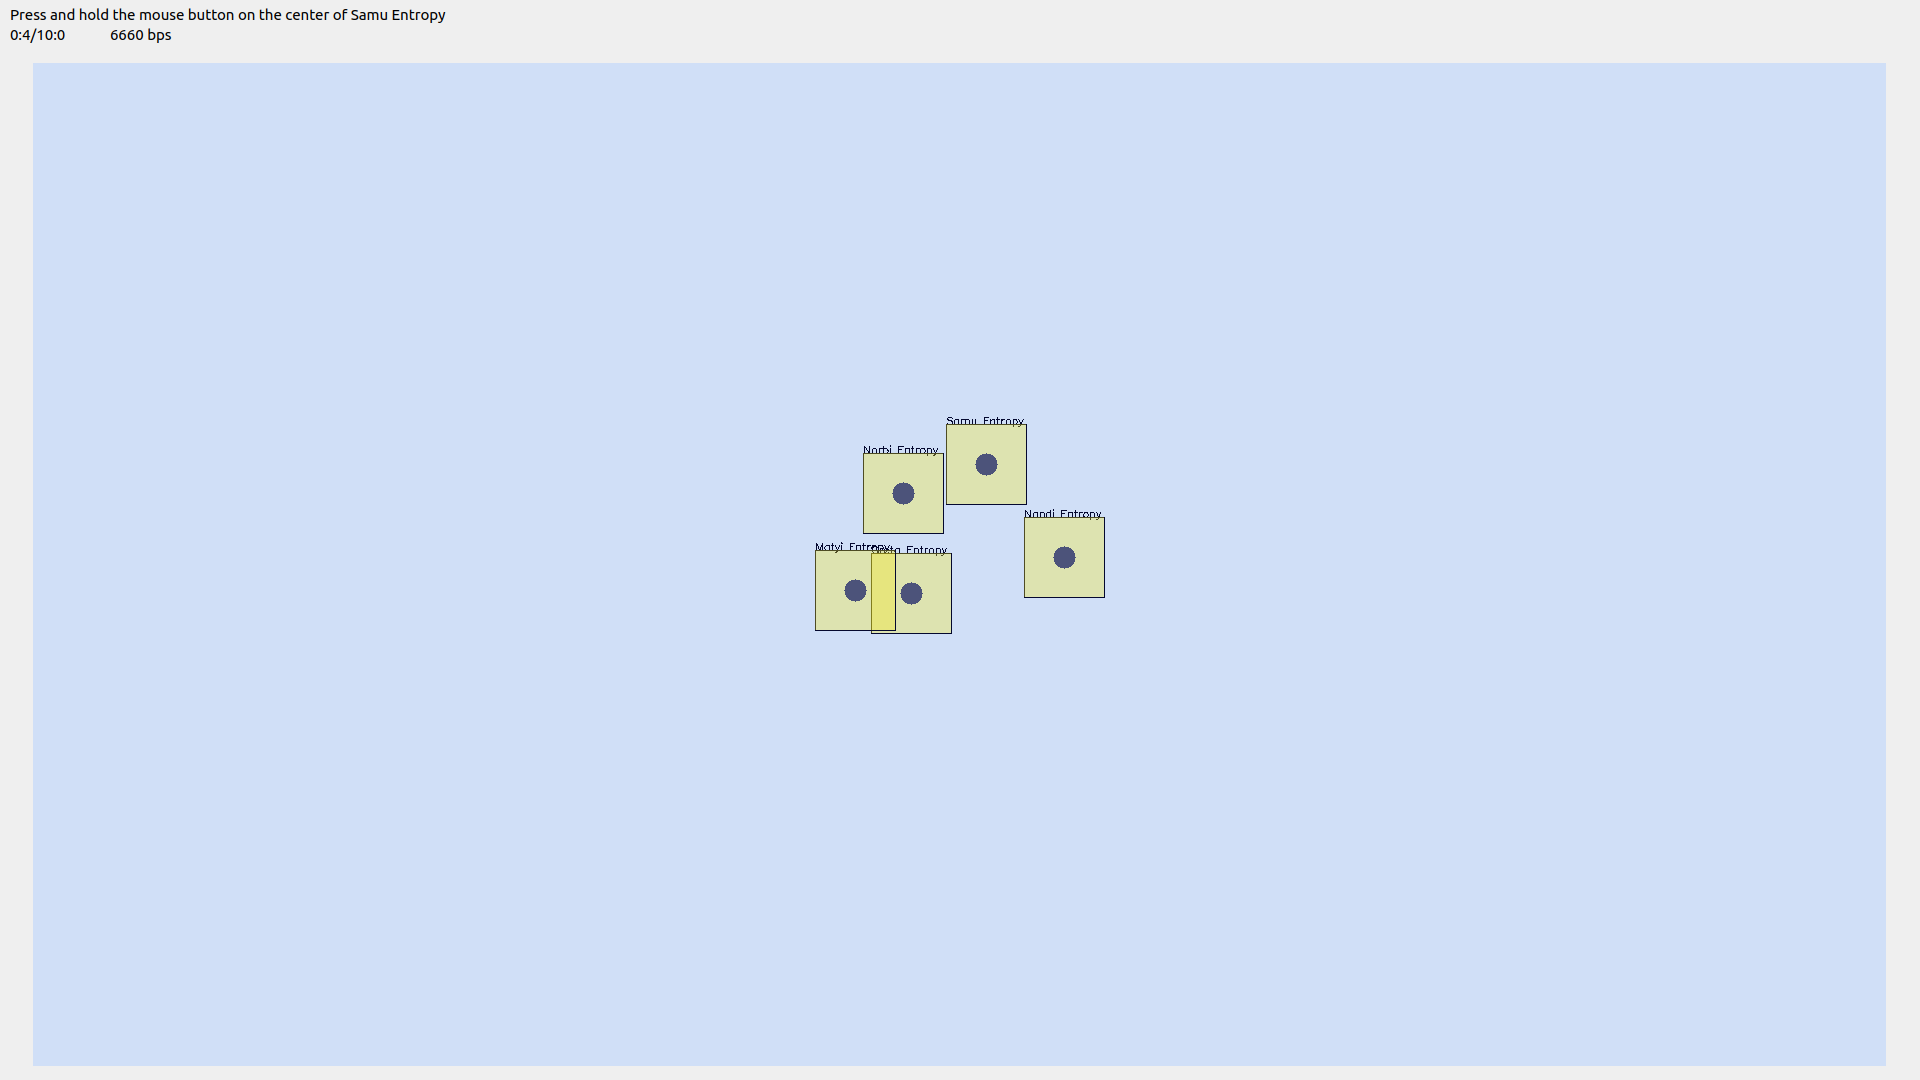 Press and hold the mouse button on the center of Samu Entropy
0:4/10:0 6660 bps
Samu Entropy
Norbi Entropy
Nandi Entropy
Matyi Entropy
Entropy